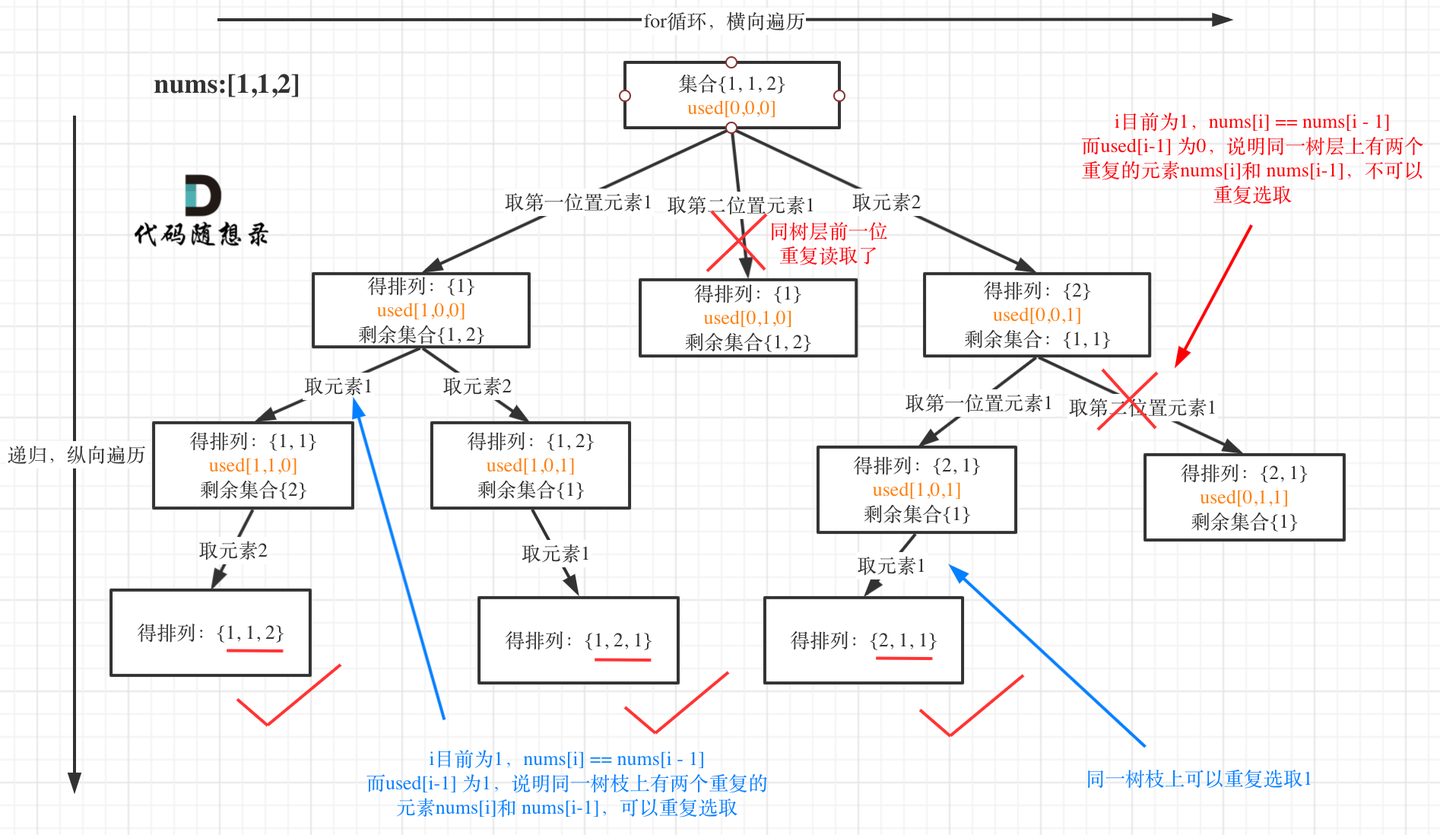 for循环，横向遍历
nums:[1,1,2]
集合{1, 1, 2}
used[0,0,0]
i目前为1，nums[i] == nums[i - 1]
而used[i-1] 为0，说明同一树层上有两个
重复的元素nums[i]和 nums[i-1]，不可以
重复选取
代码随想录
取第一位置元素1
取第二位置元素1
取元素2
同树层前一位
重复读取了
得排列：{1}
used[1,0,0]
剩余集合{1, 2}
得排列：{1}
used[0,1,0]
剩余集合{1, 2}
得排列：{2}
used[0,0,1]
剩余集合：{1, 1}
取元素1
取元素2
取第一位置元素1
取第二位置元素1
递归，纵向遍历
得排列：{1, 1}
used[1,1,0]
剩余集合{2}
得排列：{1, 2}
used[1,0,1]
剩余集合{1}
得排列：{2, 1}
used[1,0,1]
剩余集合{1}
得排列：{2, 1}
used[0,1,1]
剩余集合{1}
取元素2
取元素1
取元素1
得排列：{1, 1, 2}
得排列：{1, 2, 1}
得排列：{2, 1, 1}
i目前为1，nums[i] == nums[i - 1]
而used[i-1] 为1，说明同一树枝上有两个重复的
元素nums[i]和 nums[i-1]，可以重复选取
同一树枝上可以重复选取1